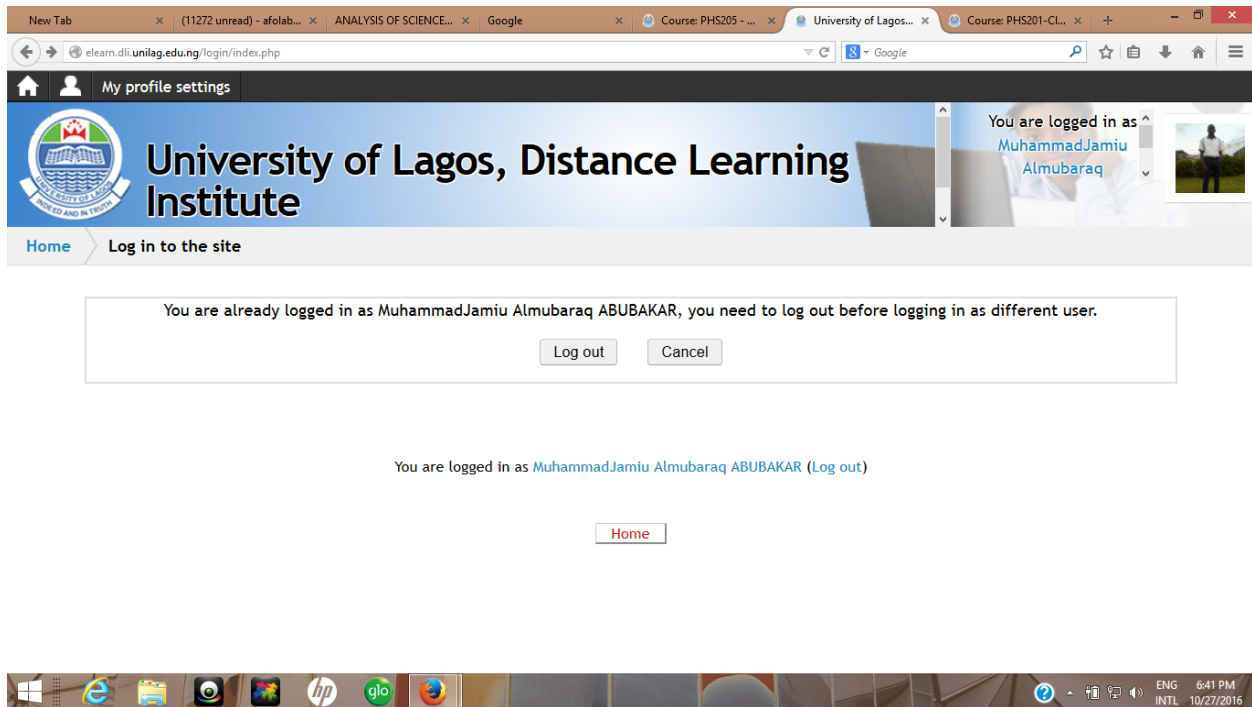 New Tab
(11272 unread) - afolab...
ANALYSIS OF SCIENCE...
Google
Course: PHS205 - ...
University of Lagos...
Course: PHS201-Cl...
elearn.dli.unilag.edu.ng/login/index.php
8 Google
My profile settings
University of Lagos, Distance Learning
Institute
You are logged in as
MuhammadJamiu
Almubaraq
Home
Log in to the site
You are already logged in as MuhammadJamiu Almubaraq ABUBAKAR, you need to log out before logging in as different user.
Log out
Cancel
You are logged in as MuhammadJamiu Almubaraq ABUBAKAR (Log out)
Home
hp
glo
?
ENG
INTL
6:41 PM
10/27/2016